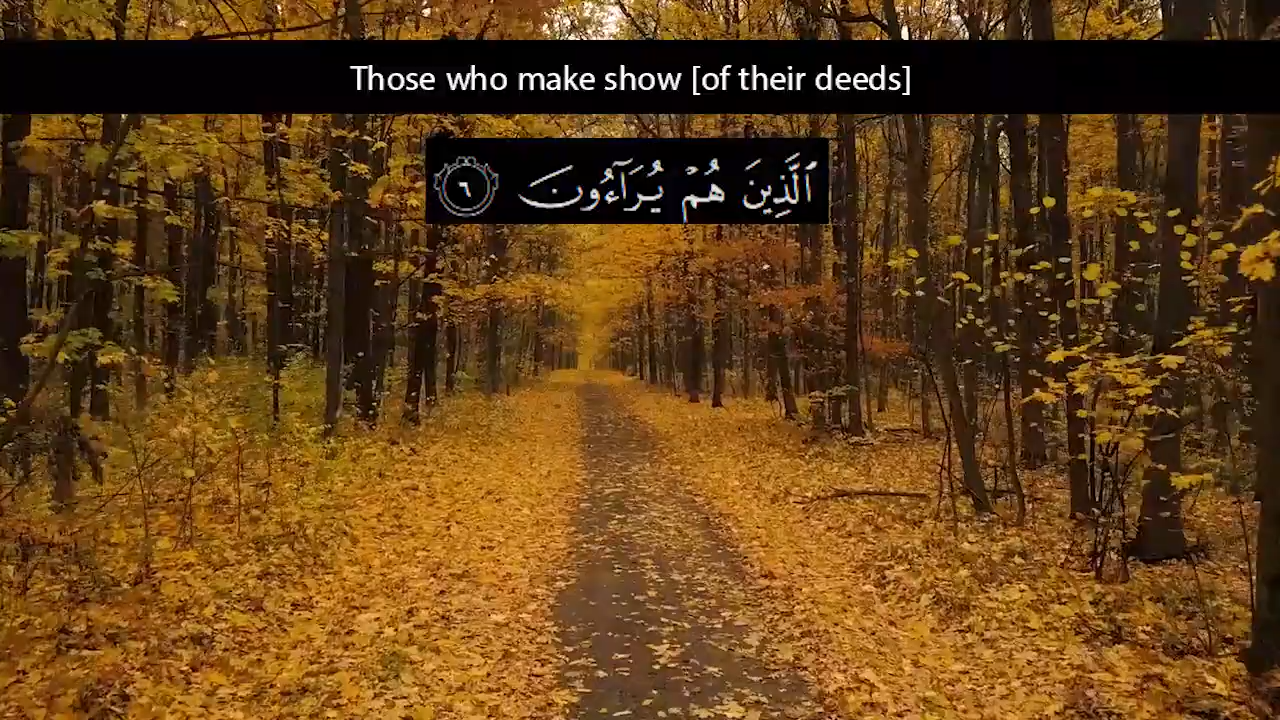 Those who make show [of their deeds]
ٱلَّذِينَ هُمْ يُرَآءُونَ ٦